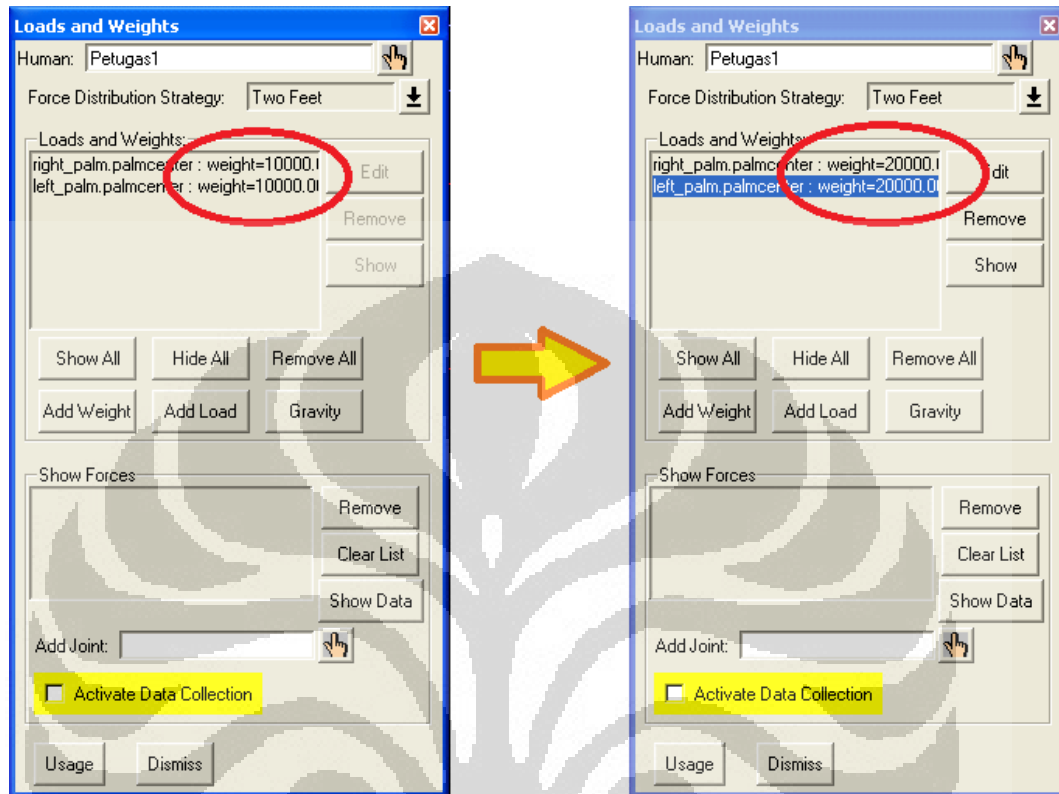 Loads and Weights
Human: Petugas1
Force Distribution Strategy: Two Feet
Loads and Weights:
right_palm.palmcenter : weight=10000.0
left_palm.palmcenter : weight=10000.00
Edit
Remove
Show
Show All Hide All Remove All
Add Weight Add Load Gravity
Show Forces
Remove
Clear List
Show Data
Add Joint:
Activate Data Collection
Usage Dismiss
Loads and Weights
Human: Petugas1
Force Distribution Strategy: Two Feet
Loads and Weights:
right_palm.palmcenter : weight=20000.0
left_palm.palmcenter : weight=20000.00
Edit
Remove
Show
Show All Hide All Remove All
Add Weight Add Load Gravity
Show Forces
Remove
Clear List
Show Data
Add Joint:
Activate Data Collection
Usage Dismiss